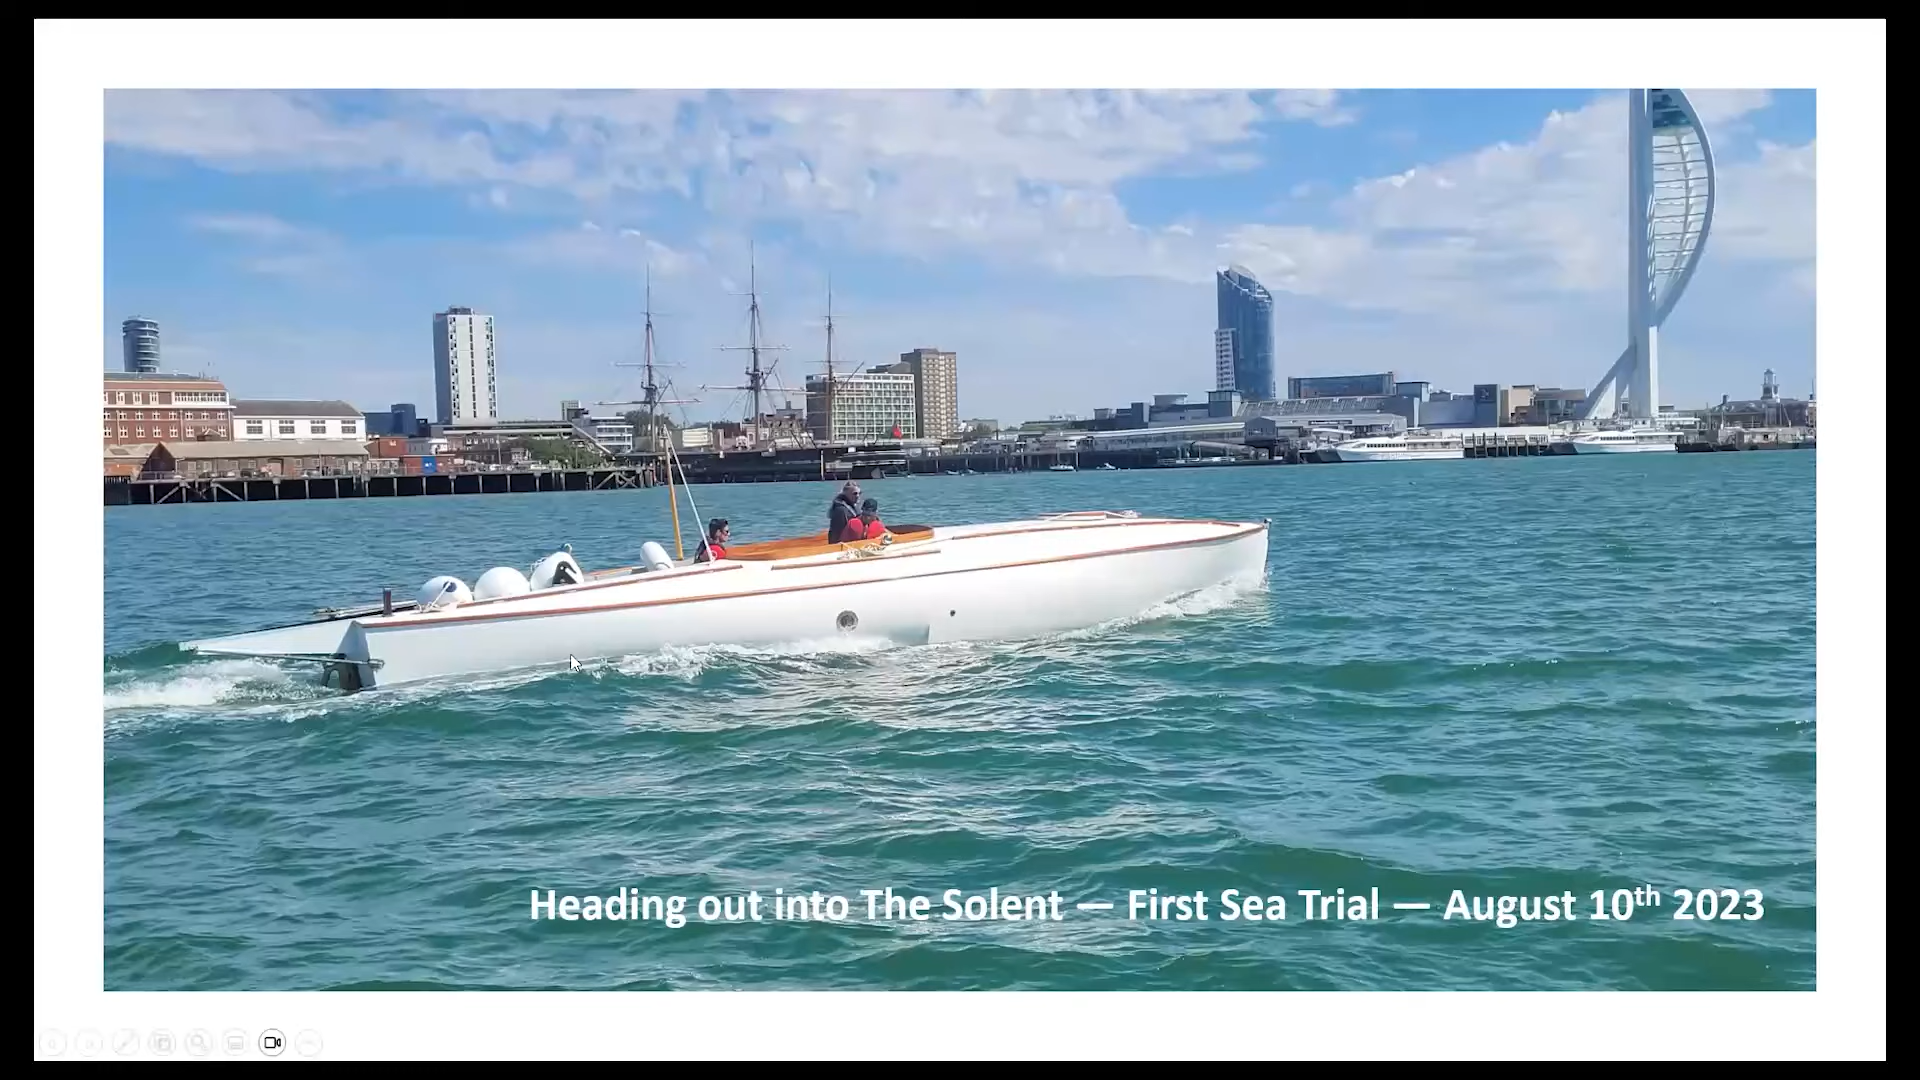 Heading out into The Solent — First Sea Trial — August 10th 2023